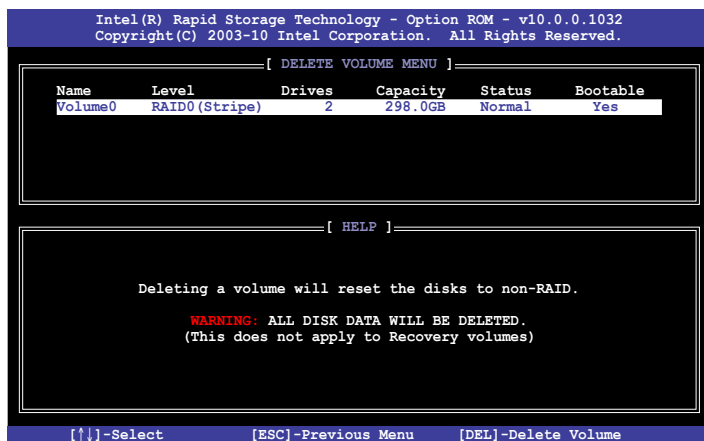 Intel(R) Rapid Storage Technology - Option ROM - v10.0.0.1032
Copyright(C) 2003-10 Intel Corporation. All Rights Reserved.
[ DELETE VOLUME MENU ]
Name Level Drives Capacity Status Bootable
Volume0 RAID0(Stripe) 2 298.0GB Normal Yes
[ HELP ]
Deleting a volume will reset the disks to non-RAID.
WARNING: ALL DISK DATA WILL BE DELETED.
(This does not apply to Recovery volumes)
[↑↓]-Select [ESC]-Previous Menu [DEL]-Delete Volume